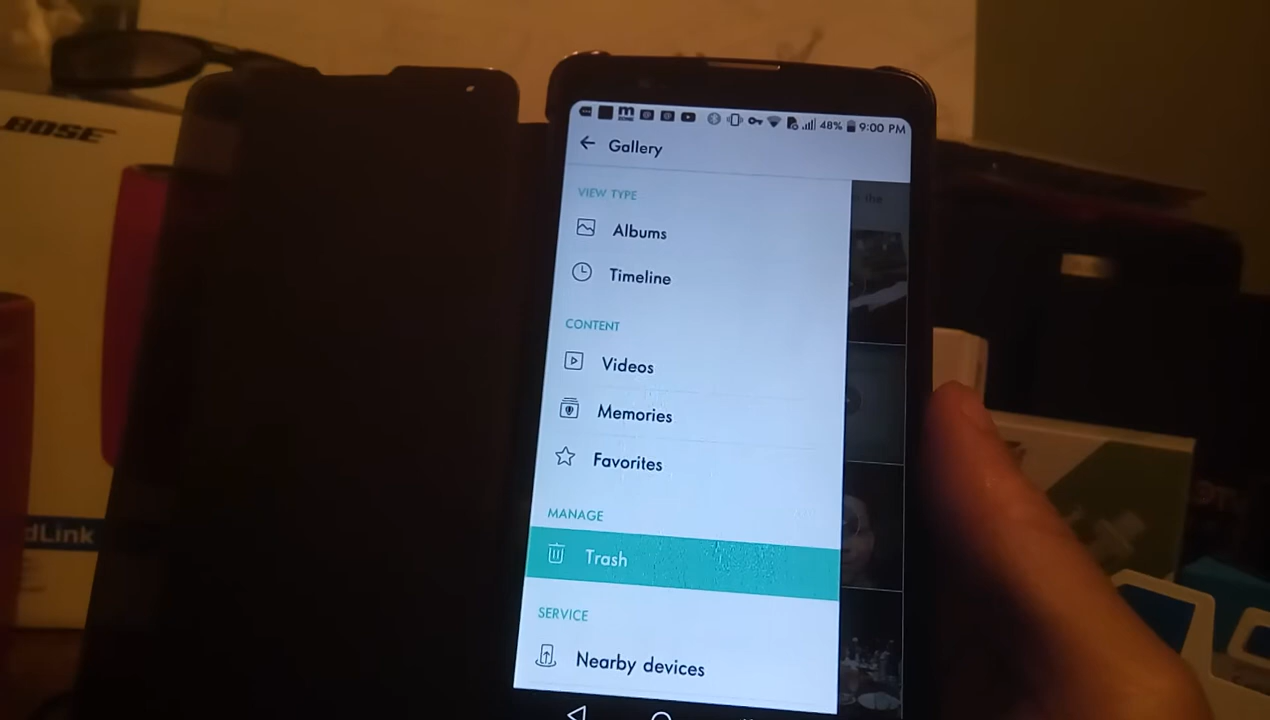 BOSE
m
48% 9:00 PM
Gallery
VIEW TYPE
the
Albums
Timeline
CONTENT
Videos
Memories
Favorites
MANAGE
Trash
dLink
SERVICE
Nearby devices